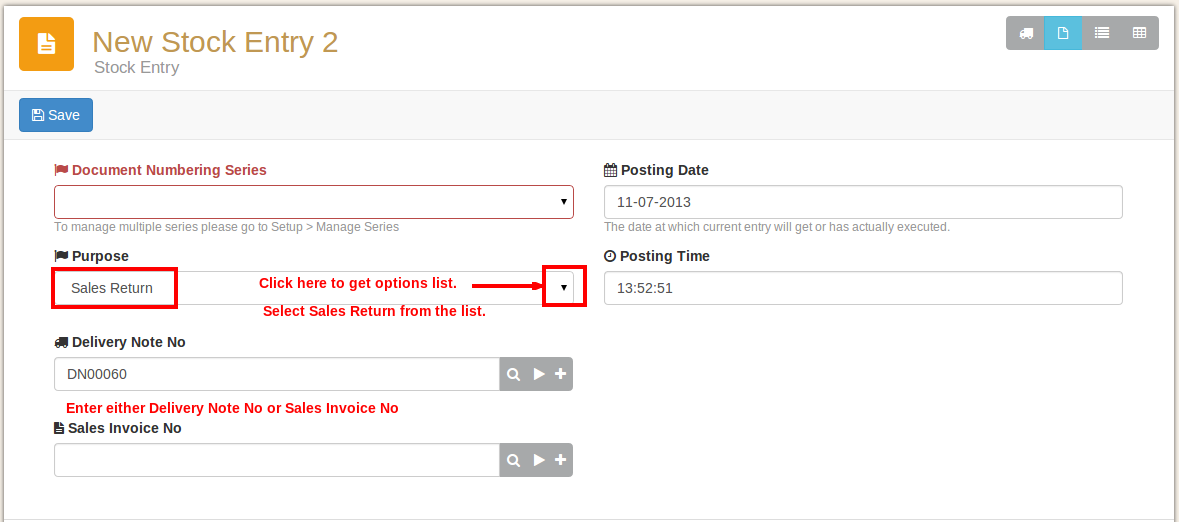 New Stock Entry 2
Stock Entry
Save
Document Numbering Series
To manage multiple series please go to Setup > Manage Series
Posting Date
11-07-2013
The date at which current entry will get or has actually executed.
Purpose
Sales Return
Click here to get options list.
Select Sales Return from the list.
Posting Time
13:52:51
Delivery Note No
DN00060
Enter either Delivery Note No or Sales Invoice No
Sales Invoice No